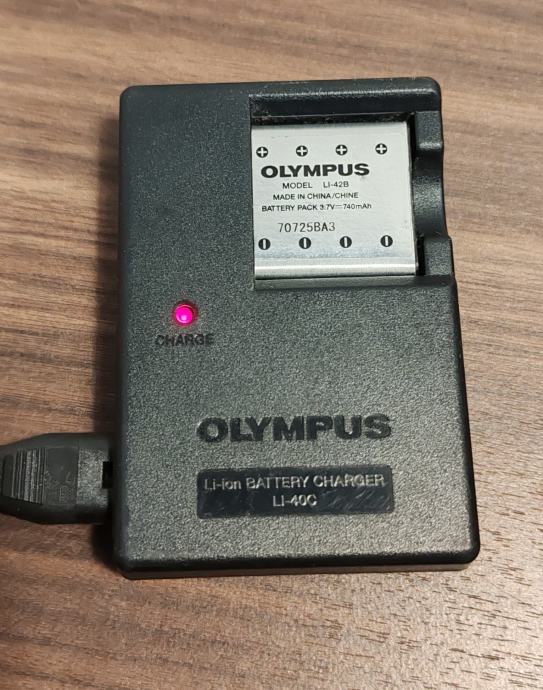 OLYMPUS
MODEL LI-42B
MADE IN CHINA/CHINE
BATTERY PACK 3.7V⎓740mAh
70725BA3
CHARGE
OLYMPUS
Li-ion BATTERY CHARGER
LI-40C